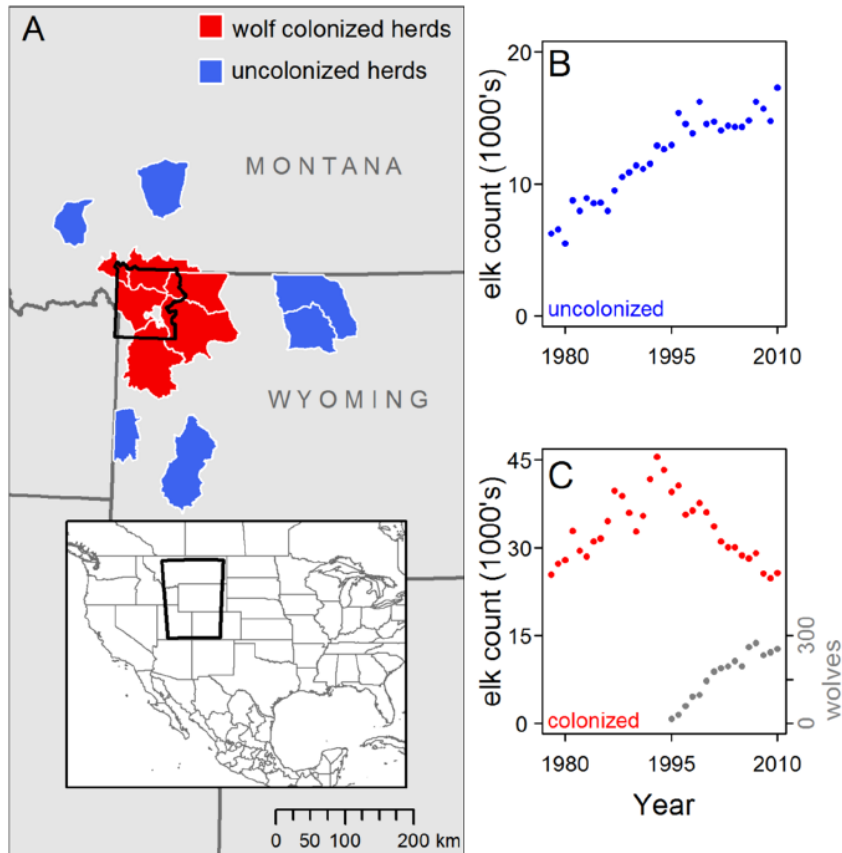 A
wolf colonized herds
uncolonized herds
MONTANA
WYOMING
0 50 100 200 km
B
elk count (1000's)
20
10
0
uncolonized
1980 1995 2010
C
elk count (1000's)
45
30
15
0
colonized
300
0
wolves
1980 1995 2010
Year